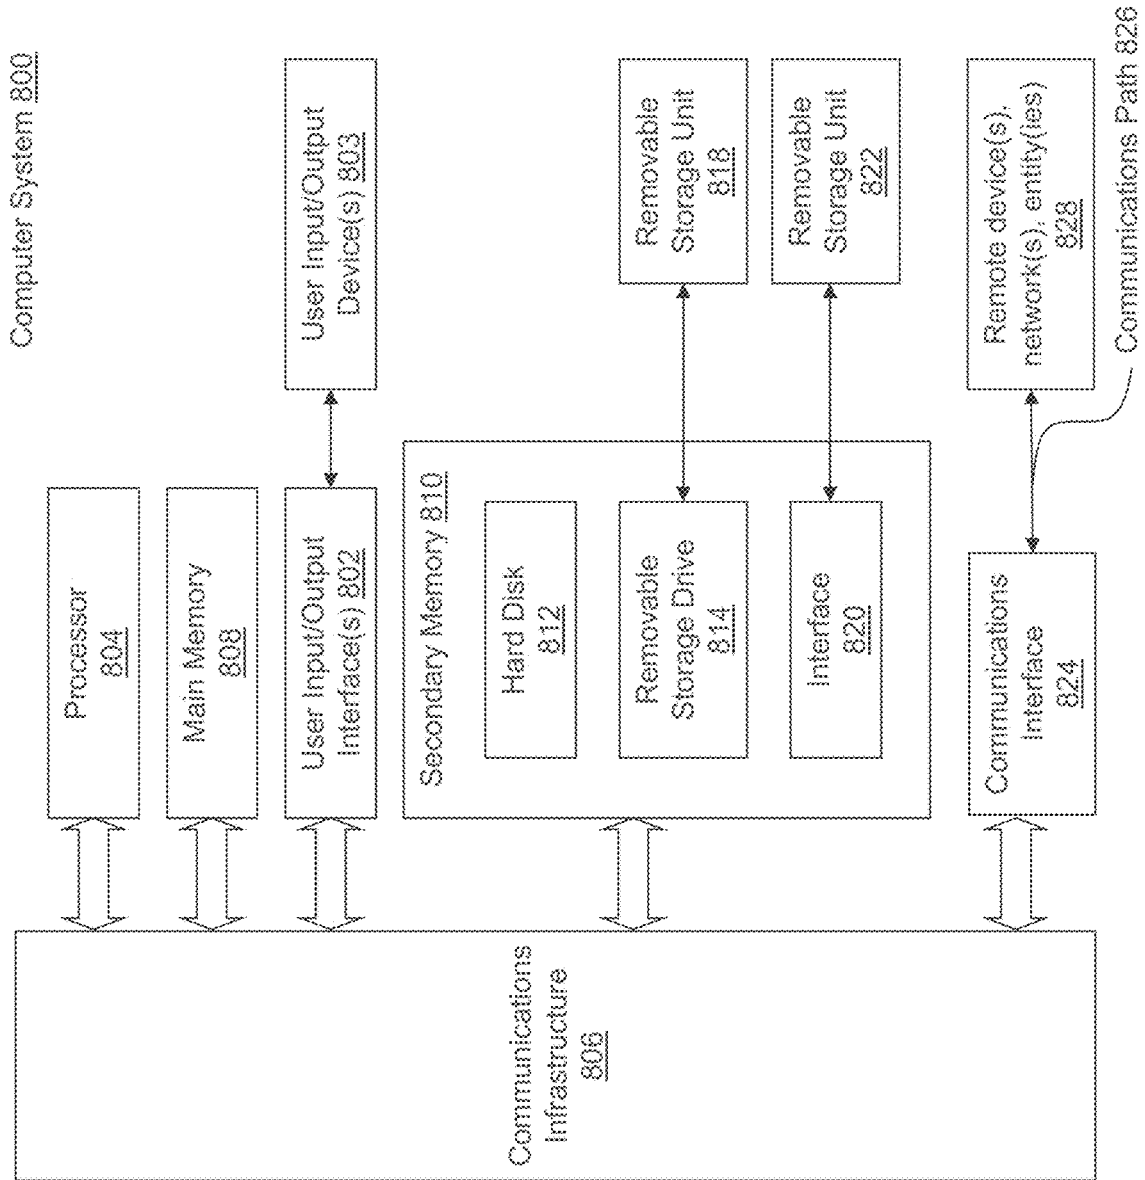 Computer System 800
Processor
804
Main Memory
808
User Input/Output
Interface(s) 802
User Input/Output
Device(s) 803
Secondary Memory 810
Hard Disk
812
Removable
Storage Drive
814
Removable
Storage Unit
818
Interface
820
Removable
Storage Unit
822
Communications
Interface
824
Remote device(s),
network(s), entity(ies)
828
Communications Path 826
Communications
Infrastructure
806